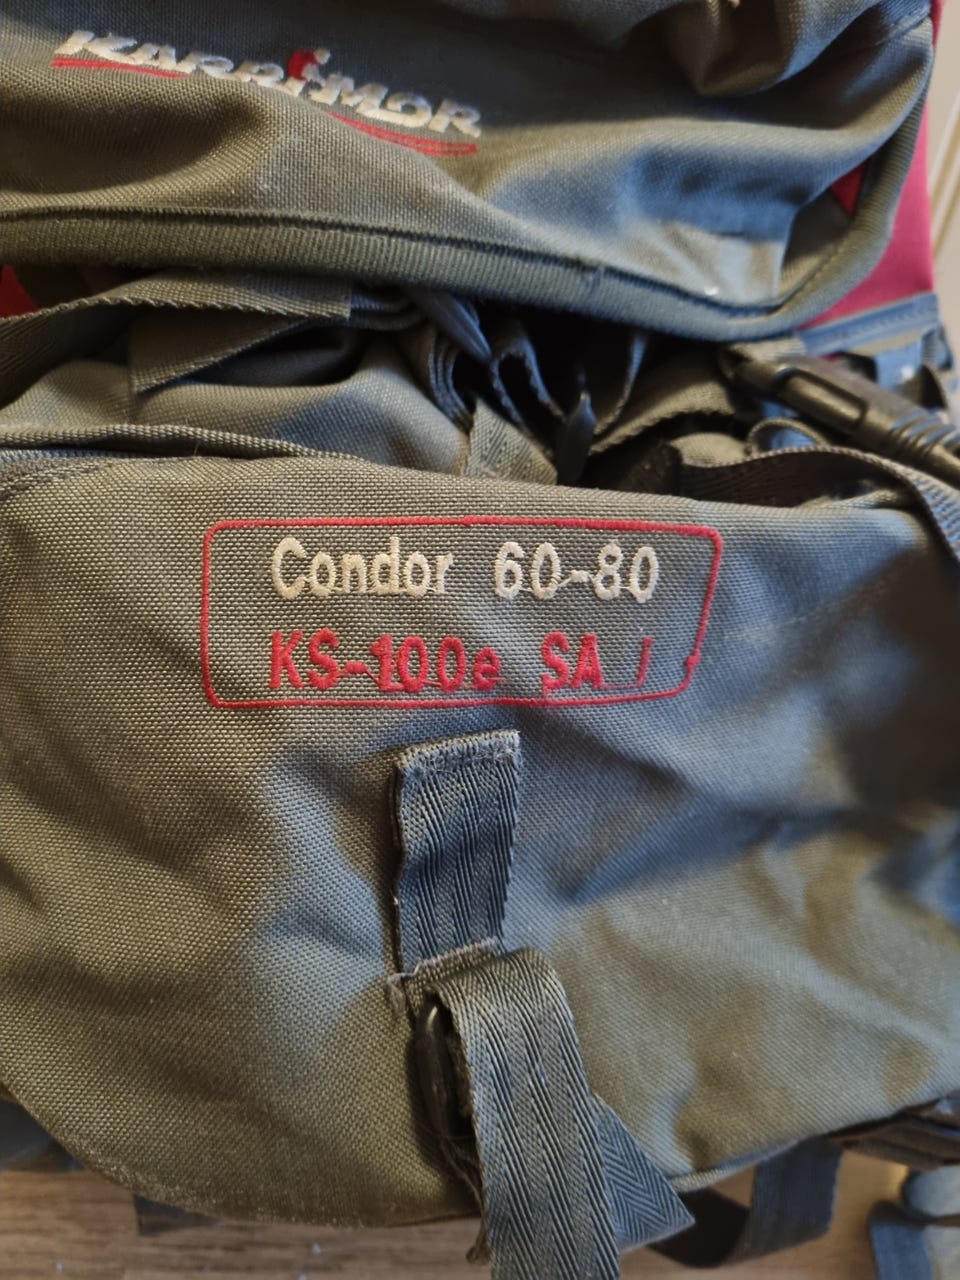 KARRIMOR
Condor 60-80
KS-100e SA I